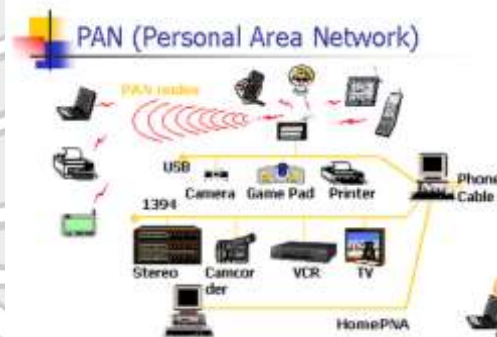 PAN (Personal Area Network)
PAN nodes
USB
Camera Game Pad Printer
Phone
Cable
1394
Stereo Camcor
der VCR TV
HomePNA